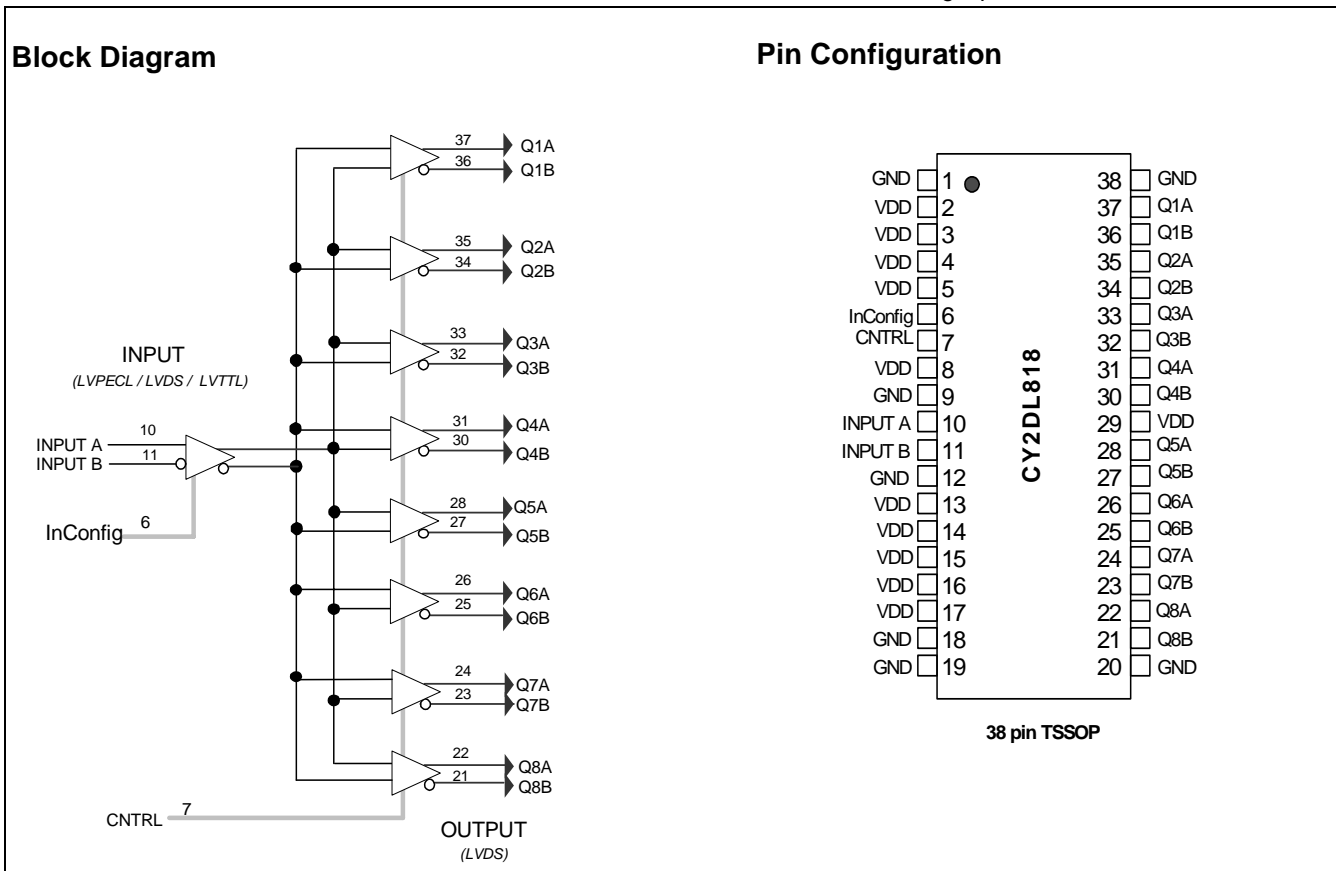 Block Diagram
37
Q1A
36
Q1B
35
Q2A
34
Q2B
33
Q3A
32
Q3B
INPUT
(LVPECL / LVDS / LVTTL)
31
Q4A
30
Q4B
INPUT A
10
INPUT B
11
28
Q5A
27
Q5B
InConfig
6
26
Q6A
25
Q6B
24
Q7A
23
Q7B
22
Q8A
21
Q8B
CNTRL
7
OUTPUT
(LVDS)
Pin Configuration
GND 1 38 GND
VDD 2 37 Q1A
VDD 3 36 Q1B
VDD 4 35 Q2A
VDD 5 34 Q2B
InConfig 6 33 Q3A
CNTRL 7 32 Q3B
VDD 8 31 Q4A
GND 9 30 Q4B
INPUT A 10 29 VDD
INPUT B 11 28 Q5A
GND 12 27 Q5B
VDD 13 26 Q6A
VDD 14 25 Q6B
VDD 15 24 Q7A
VDD 16 23 Q7B
VDD 17 22 Q8A
GND 18 21 Q8B
GND 19 20 GND
CY2DL818
38 pin TSSOP